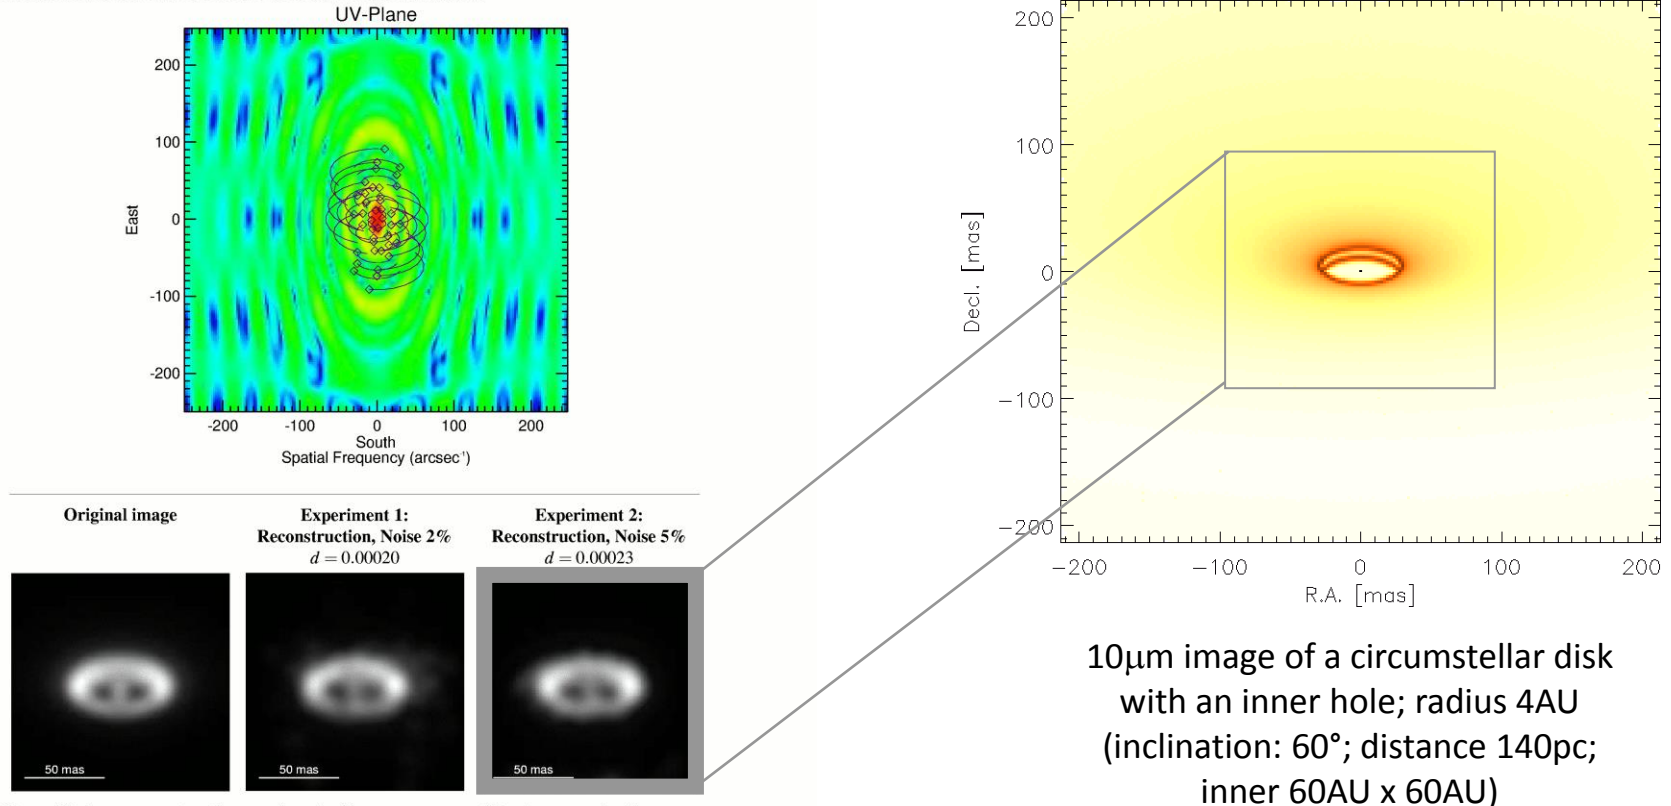 UV-Plane
200
100
0
-100
-200
East
-200 -100 0 100 200
South
Spatial Frequency (arcsec⁻¹)
Original image
Experiment 1:
Reconstruction, Noise 2%
d = 0.00020
Experiment 2:
Reconstruction, Noise 5%
d = 0.00023
50 mas
50 mas
50 mas
200
100
0
−100
−200
Decl. [mas]
−200 −100 0 100 200
R.A. [mas]
10μm image of a circumstellar disk
with an inner hole; radius 4AU
(inclination: 60°; distance 140pc;
inner 60AU x 60AU)